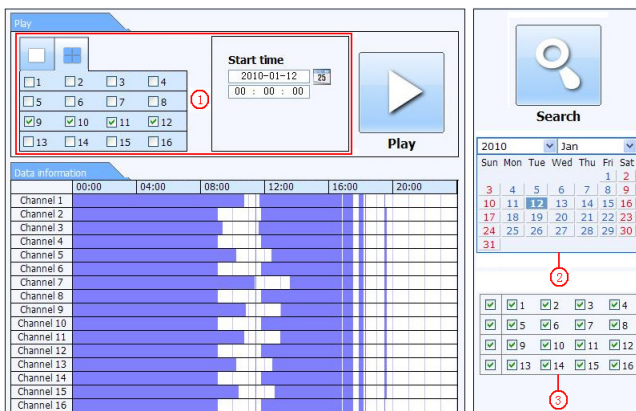 Play
Start time
2010-01-12
25
00 : 00 : 00
1 2 3 4
5 6 7 8
9 10 11 12
13 14 15 16
1
Play
Data information
00:00 04:00 08:00 12:00 16:00 20:00
Channel 1
Channel 2
Channel 3
Channel 4
Channel 5
Channel 6
Channel 7
Channel 8
Channel 9
Channel 10
Channel 11
Channel 12
Channel 13
Channel 14
Channel 15
Channel 16
Search
2010 Jan
Sun Mon Tue Wed Thu Fri Sat
1 2
3 4 5 6 7 8 9
10 11 12 13 14 15 16
17 18 19 20 21 22 23
24 25 26 27 28 29 30
31
2
1 2 3 4
5 6 7 8
9 10 11 12
13 14 15 16
3